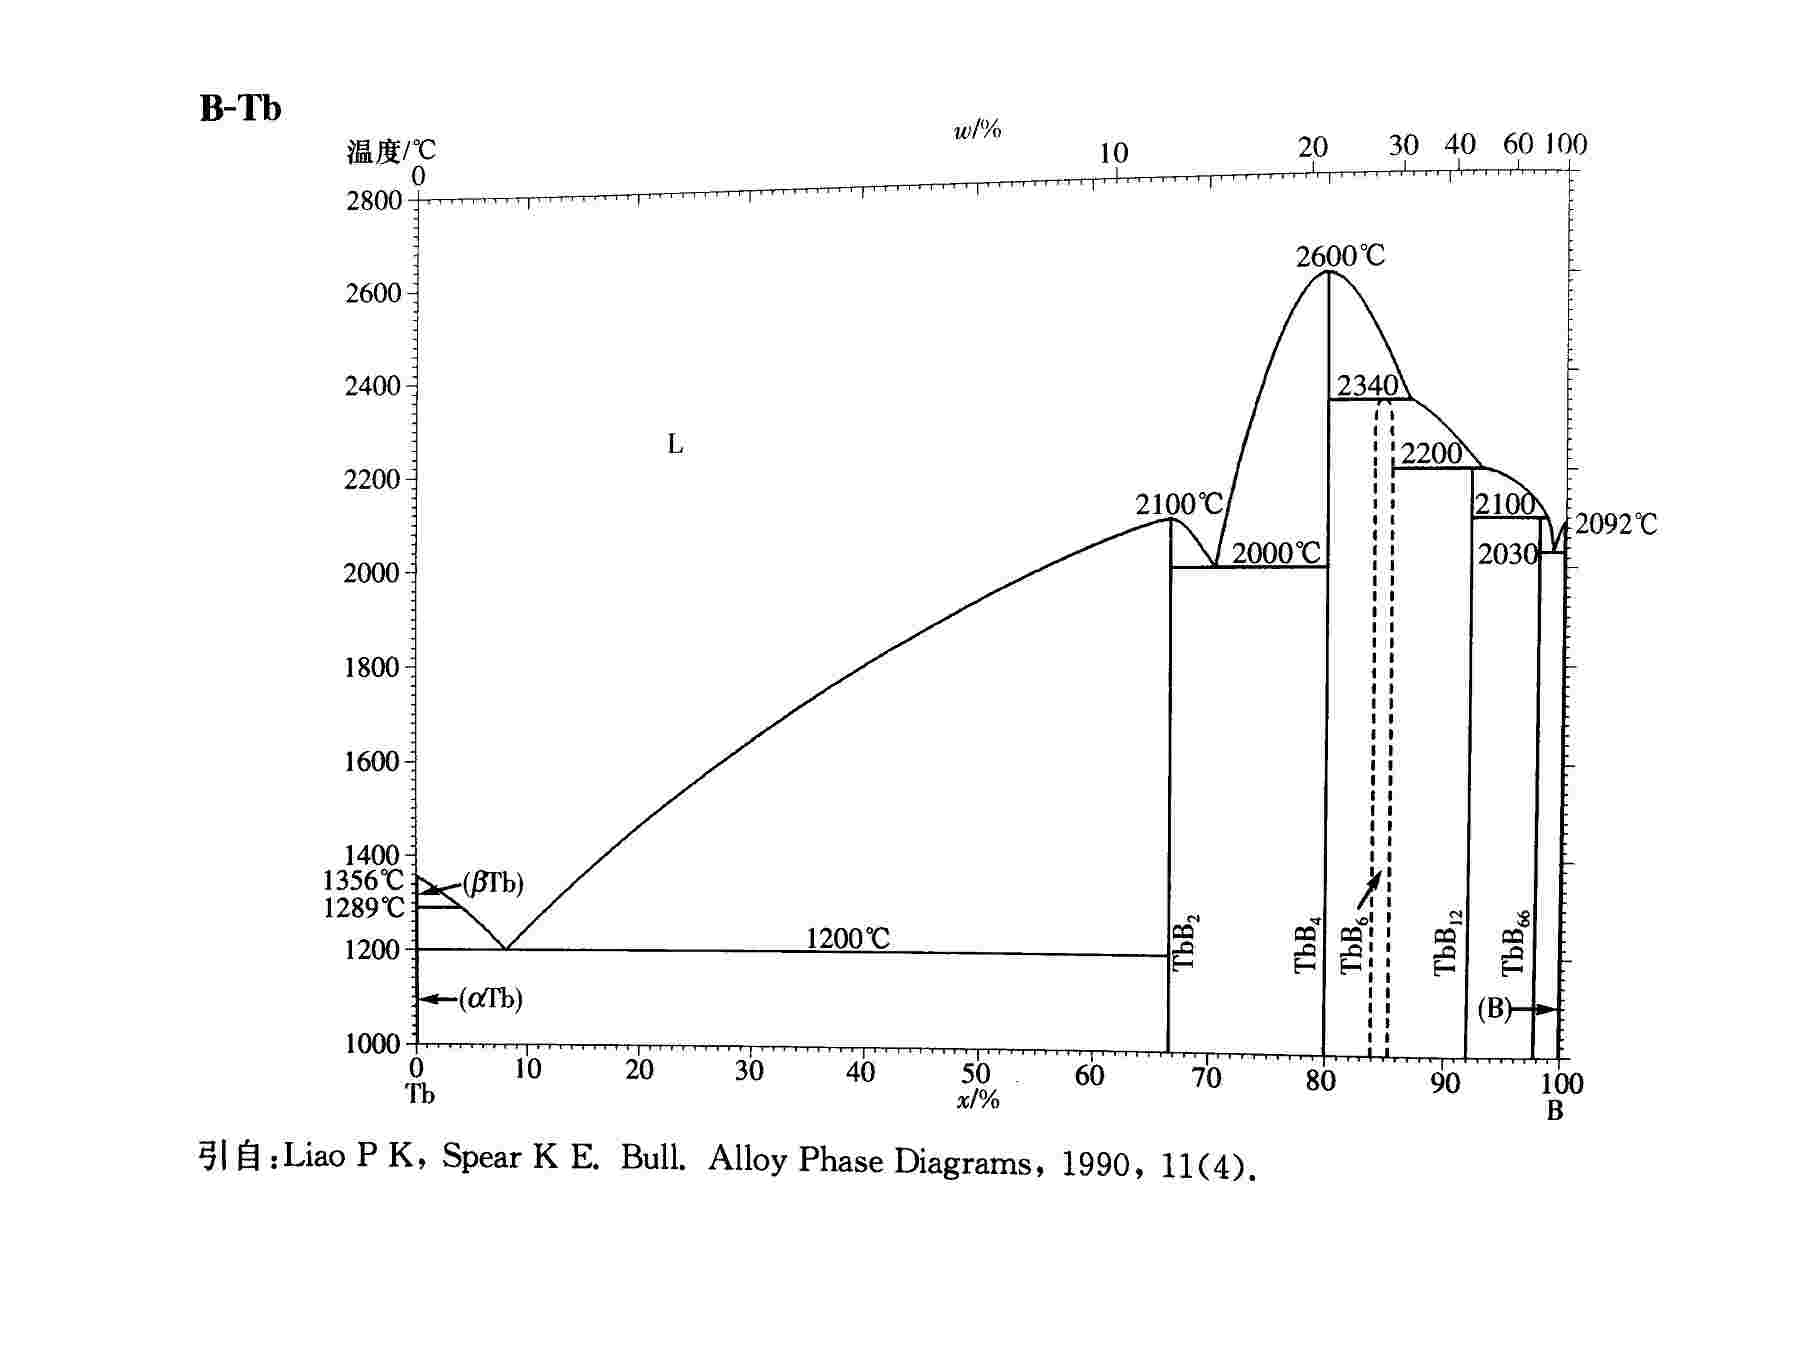 B-Tb
w/%
温度/℃
0 10 20 30 40 60 100
2800
2600℃
2600
2340
2400
L
2200
2200
2100℃
2100
2092℃
2000℃
2030
2000
1800
1600
1400
1356℃
(βTb)
1289℃
1200℃
1200
TbB2
TbB4
TbB6
TbB12
TbB66
(αTb)
(B)
1000
0 10 20 30 40 50 60 70 80 90 100
Tb
x/%
B
引自:Liao P K, Spear K E. Bull. Alloy Phase Diagrams, 1990, 11(4).